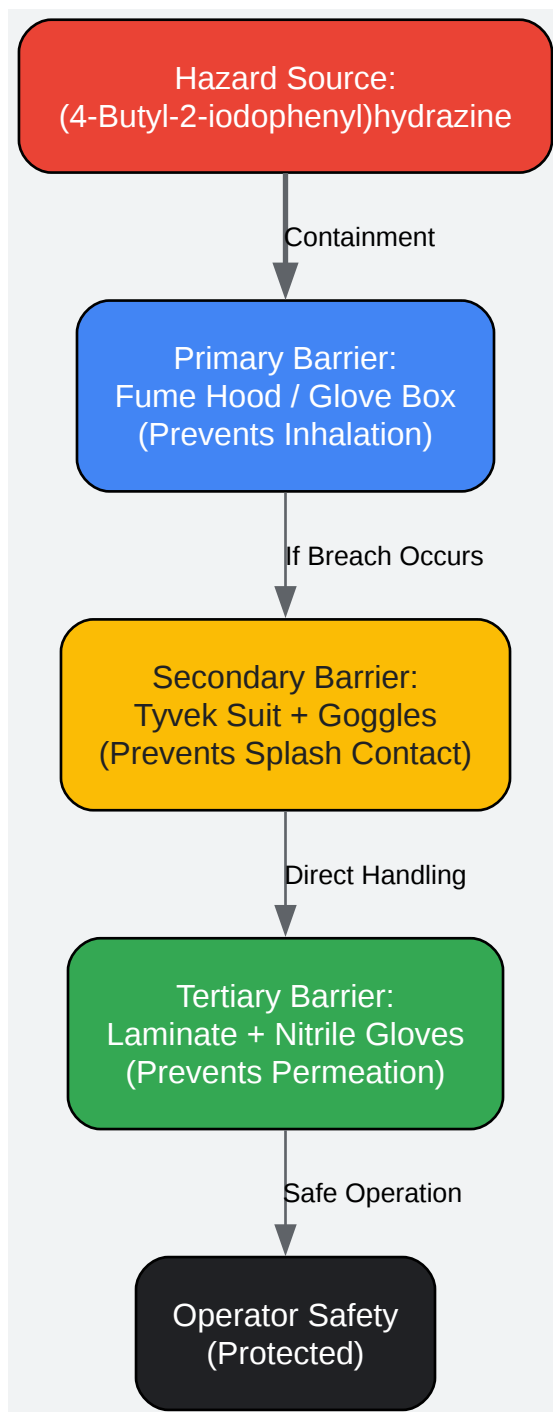 Hazard Source:
(4-Butyl-2-iodophenyl)hydrazine
Containment
Primary Barrier:
Fume Hood / Glove Box
(Prevents Inhalation)
If Breach Occurs
Secondary Barrier:
Tyvek Suit + Goggles
(Prevents Splash Contact)
Direct Handling
Tertiary Barrier:
Laminate + Nitrile Gloves
(Prevents Permeation)
Safe Operation
Operator Safety
(Protected)